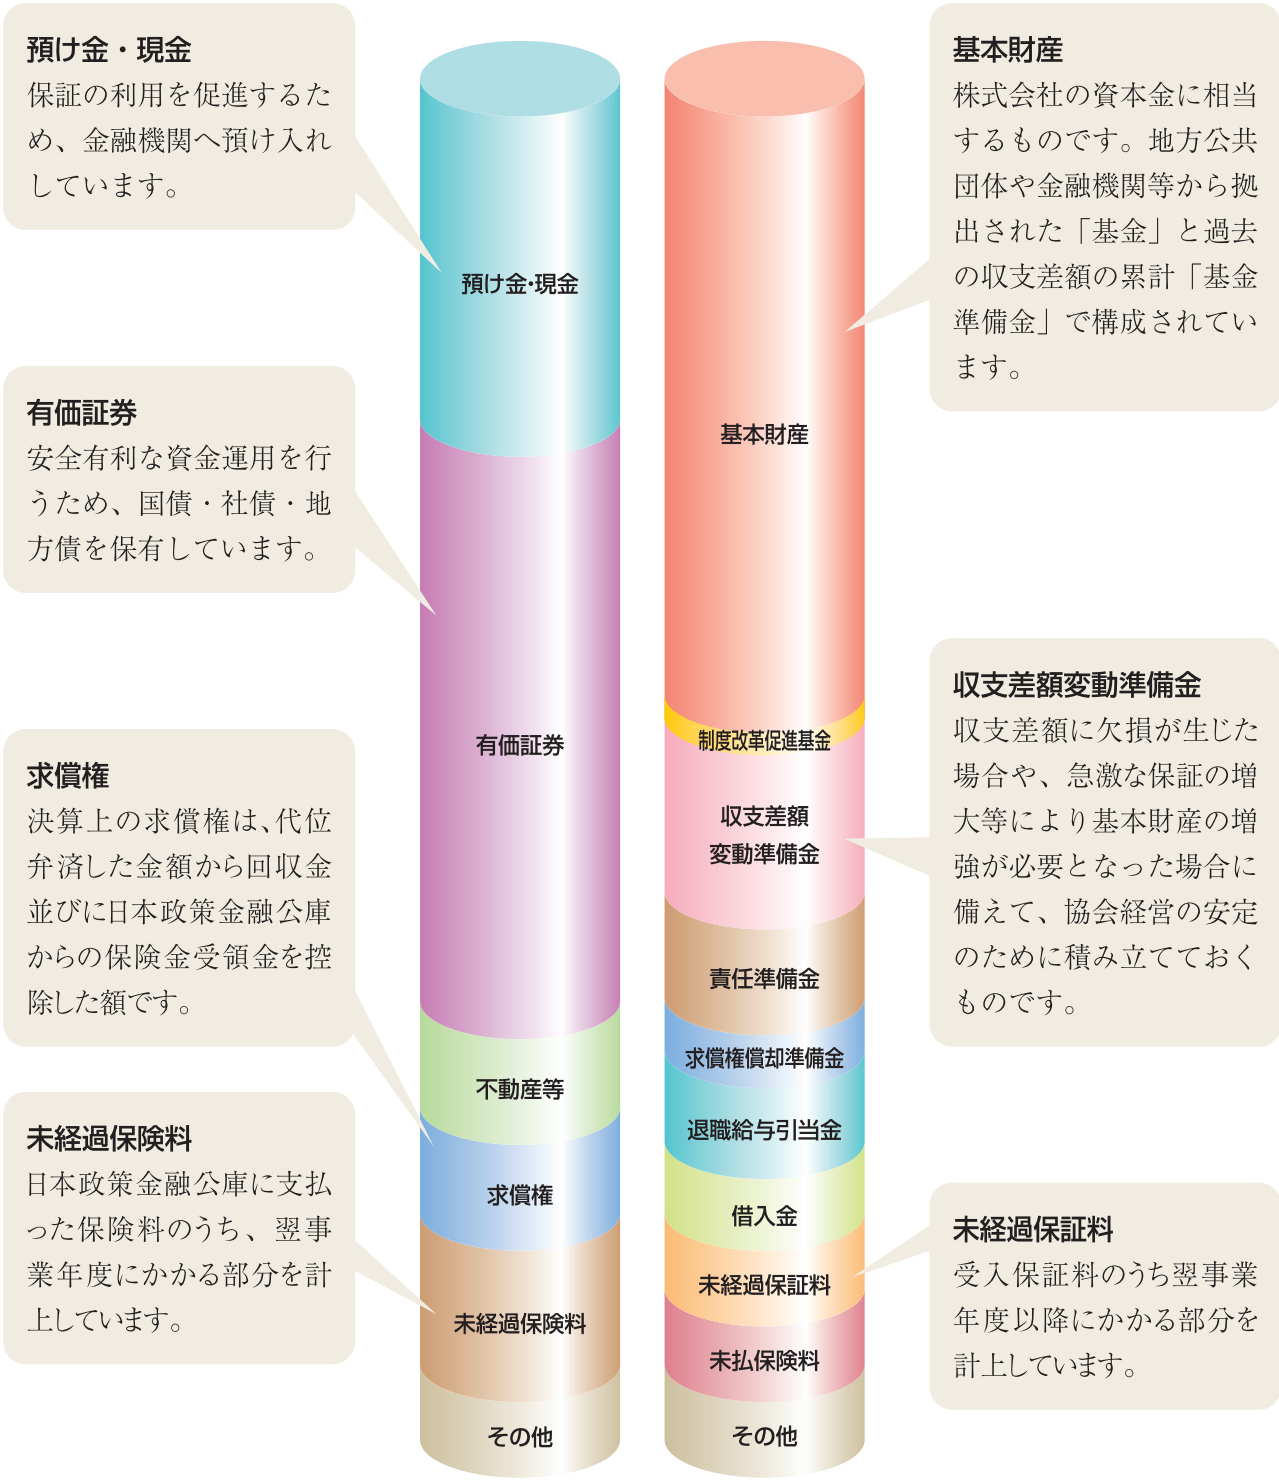 預け金・現金
保証の利用を促進するた
め、金融機関へ預け入れ
しています。
有価証券
安全有利な資金運用を行
うため、国債・社債・地
方債を保有しています。
求償権
決算上の求償権は、代位
弁済した金額から回収金
並びに日本政策金融公庫
からの保険金受領金を控
除した額です。
未経過保険料
日本政策金融公庫に支払
った保険料のうち、翌事
業年度にかかる部分を計
上しています。
預け金・現金
有価証券
不動産等
求償権
未経過保険料
その他
基本財産
制度改革促進基金
収支差額
変動準備金
責任準備金
求償権償却準備金
退職給与引当金
借入金
未経過保証料
未払保険料
その他
基本財産
株式会社の資本金に相当
するものです。地方公共
団体や金融機関等から拠
出された「基金」と過去
の収支差額の累計「基金
準備金」で構成されてい
ます。
収支差額変動準備金
収支差額に欠損が生じた
場合や、急激な保証の増
大等により基本財産の増
強が必要となった場合に
備えて、協会経営の安定
のために積み立てておく
ものです。
未経過保証料
受入保証料のうち翌事業
年度以降にかかる部分を
計上しています。